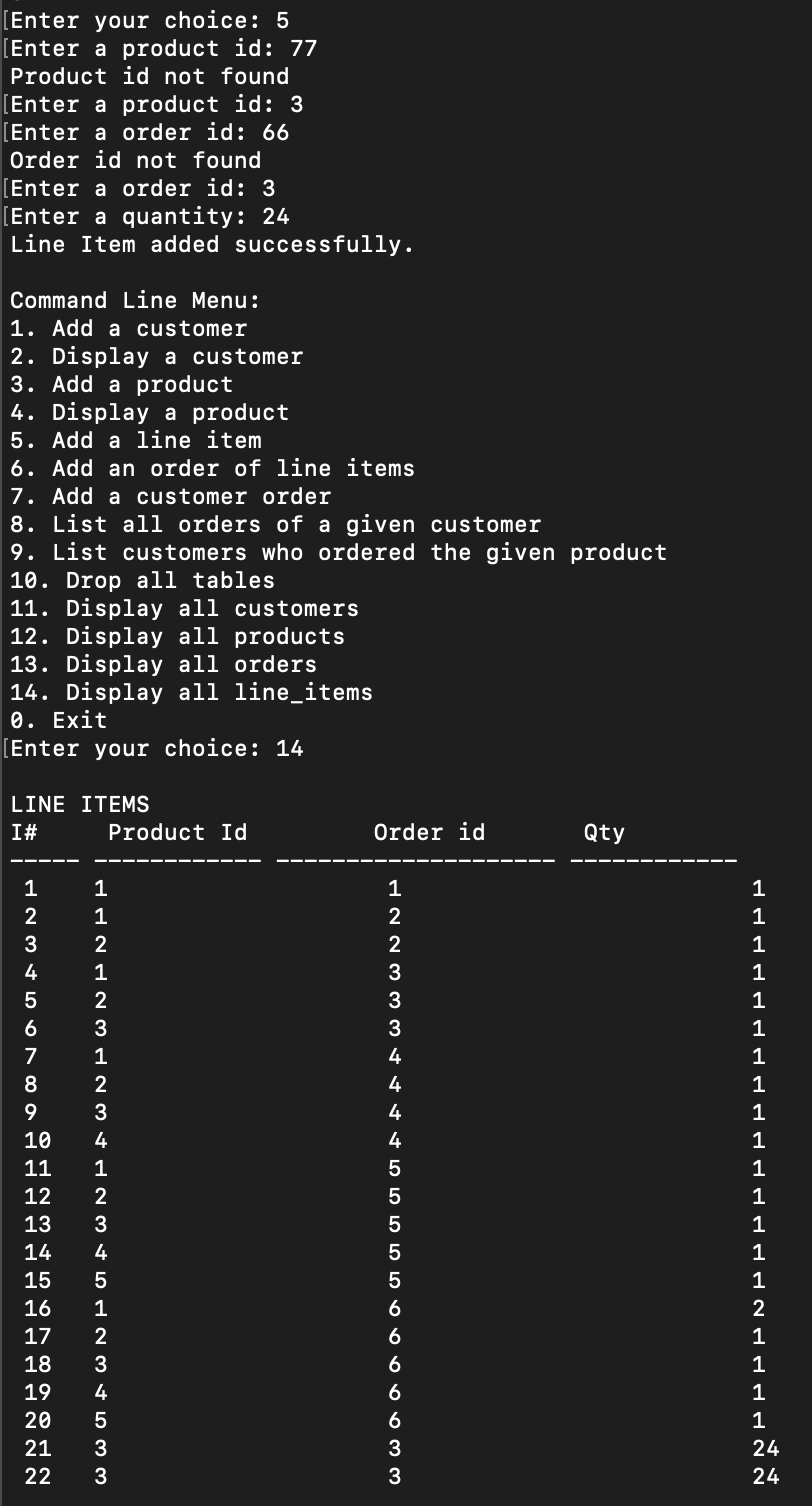 [Enter your choice: 5
[Enter a product id: 77
Product id not found
[Enter a product id: 3
[Enter a order id: 66
Order id not found
[Enter a order id: 3
[Enter a quantity: 24
Line Item added successfully.

Command Line Menu:
1. Add a customer
2. Display a customer
3. Add a product
4. Display a product
5. Add a line item
6. Add an order of line items
7. Add a customer order
8. List all orders of a given customer
9. List customers who ordered the given product
10. Drop all tables
11. Display all customers
12. Display all products
13. Display all orders
14. Display all line_items
0. Exit
[Enter your choice: 14

LINE ITEMS
I#     Product Id         Order id       Qty
----- ------------ -------------------- ------------
 1    1                    1                         1
 2    1                    2                         1
 3    2                    2                         1
 4    1                    3                         1
 5    2                    3                         1
 6    3                    3                         1
 7    1                    4                         1
 8    2                    4                         1
 9    3                    4                         1
 10   4                    4                         1
 11   1                    5                         1
 12   2                    5                         1
 13   3                    5                         1
 14   4                    5                         1
 15   5                    5                         1
 16   1                    6                         2
 17   2                    6                         1
 18   3                    6                         1
 19   4                    6                         1
 20   5                    6                         1
 21   3                    3                         24
 22   3                    3                         24